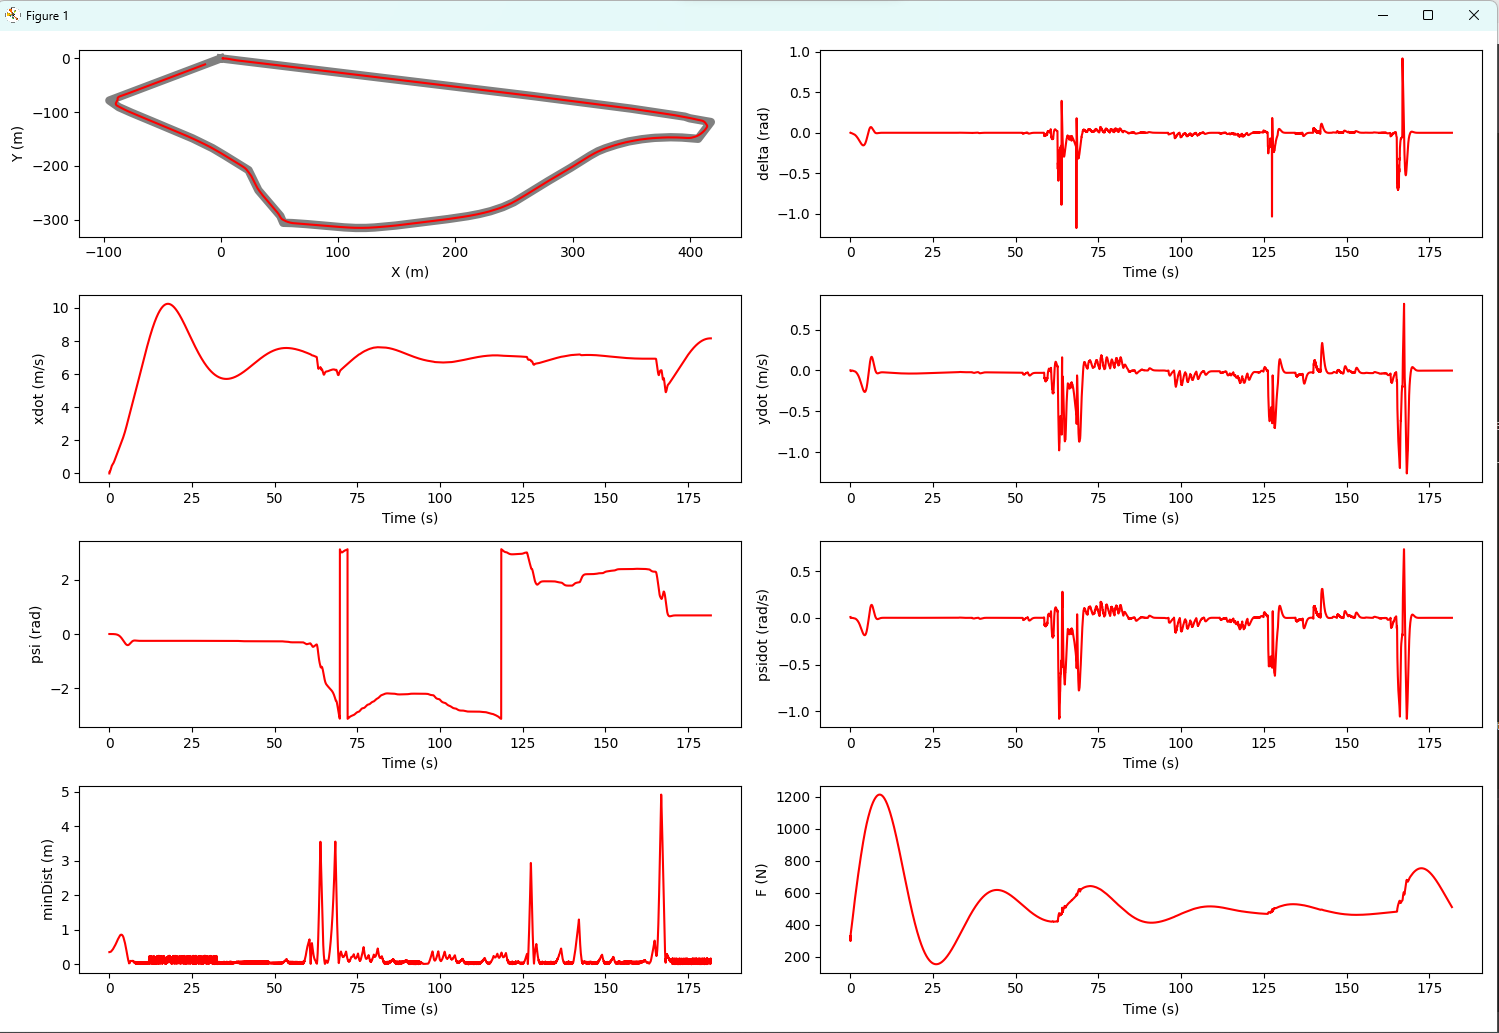 Figure 1
0
−100
−200
−300
Y (m)
−100 0 100 200 300 400
X (m)
1.0
0.5
0.0
−0.5
−1.0
delta (rad)
0 25 50 75 100 125 150 175
Time (s)
10
8
6
4
2
0
xdot (m/s)
0 25 50 75 100 125 150 175
Time (s)
0.5
0.0
−0.5
−1.0
ydot (m/s)
0 25 50 75 100 125 150 175
Time (s)
2
0
−2
psi (rad)
0 25 50 75 100 125 150 175
Time (s)
0.5
0.0
−0.5
−1.0
psidot (rad/s)
0 25 50 75 100 125 150 175
Time (s)
5
4
3
2
1
0
minDist (m)
0 25 50 75 100 125 150 175
Time (s)
1200
1000
800
600
400
200
F (N)
0 25 50 75 100 125 150 175
Time (s)